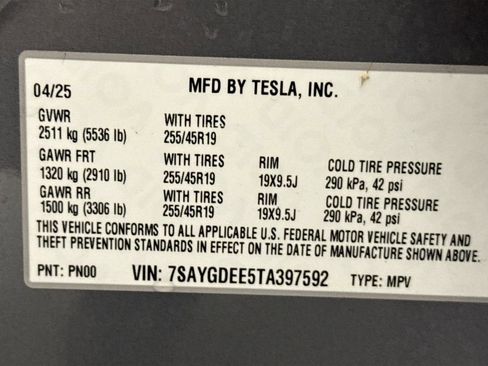 04/25 MFD BY TESLA, INC.
GVWR WITH TIRES
2511 kg (5536 lb) 255/45R19
GAWR FRT WITH TIRES RIM COLD TIRE PRESSURE
1320 kg (2910 lb) 255/45R19 19X9.5J 290 kPa, 42 psi
GAWR RR WITH TIRES RIM COLD TIRE PRESSURE
1500 kg (3306 lb) 255/45R19 19X9.5J 290 kPa, 42 psi
THIS VEHICLE CONFORMS TO ALL APPLICABLE U.S. FEDERAL MOTOR VEHICLE SAFETY AND
THEFT PREVENTION STANDARDS IN EFFECT ON THE DATE OF MANUFACTURE SHOWN ABOVE.
PNT: PN00 VIN: 7SAYGDEE5TA397592 TYPE: MPV